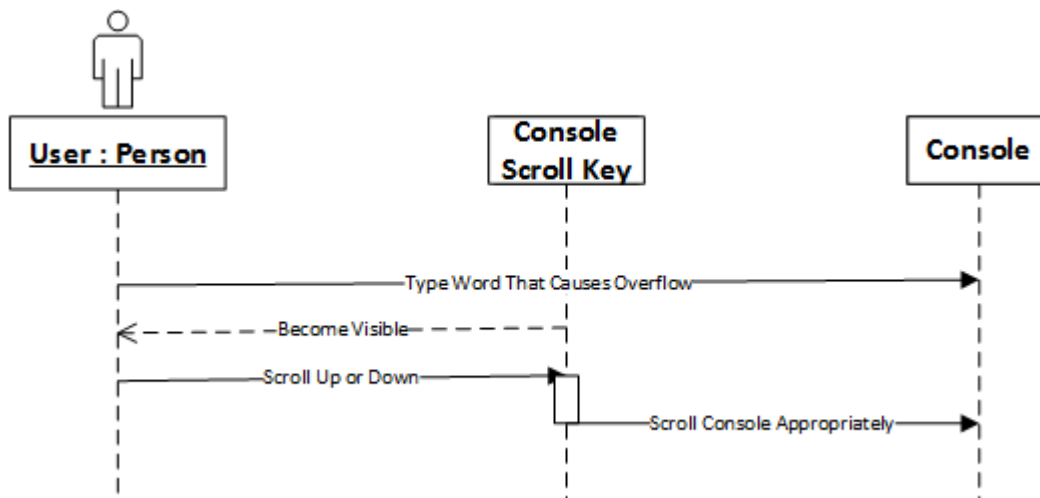 User : Person
Console
Scroll Key
Console
Type Word That Causes Overflow
Become Visible
Scroll Up or Down
Scroll Console Appropriately